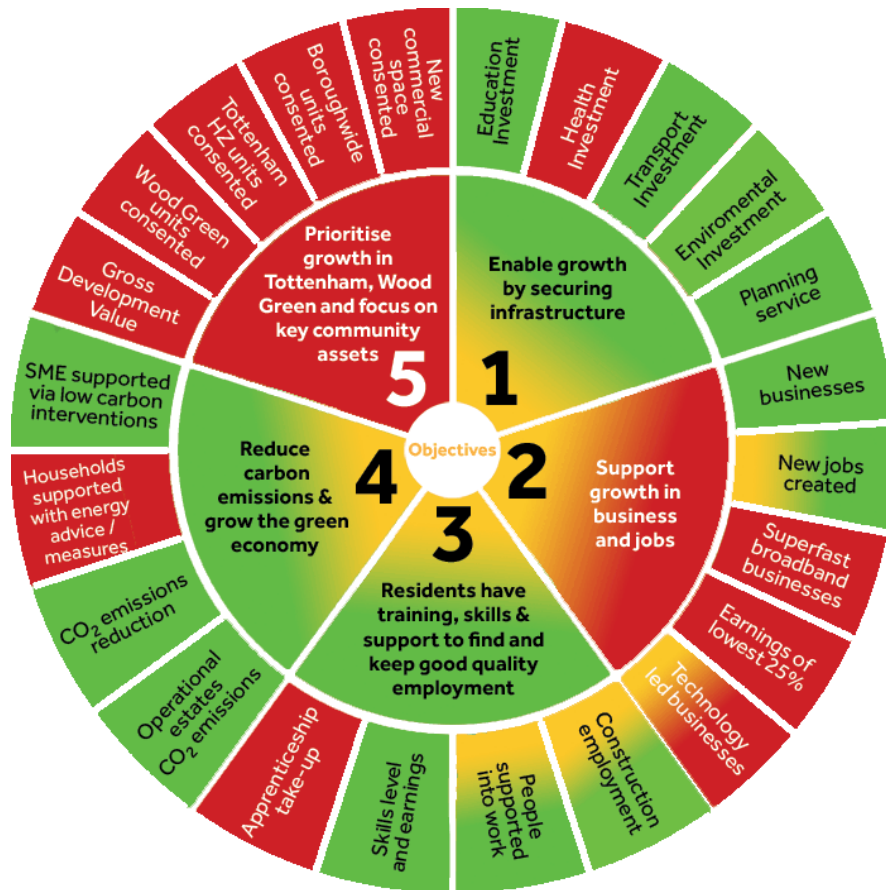 New
commercial
space
consented
Education
Investment
Health
Investment
Transport
Investment
Enviromental
Investment
Planning
service
New
businesses
New jobs
created
Superfast
broadband
businesses
Earnings of
lowest 25%
Technology
led businesses
Construction
employment
People
supported
into work
Skills level
and earnings
Apprenticeship
take-up
Operational
estates
CO₂ emissions
CO₂ emissions
reduction
Households
supported
with energy
advice /
measures
SME supported
via low carbon
interventions
Gross
Development
Value
Wood Green
units
consented
Tottenham
HZ units
consented
Boroughwide
units
consented
Enable growth
by securing
infrastructure
1
Support
growth in
business
and jobs
2
3
Residents have
training, skills &
support to find and
keep good quality
employment
Reduce
carbon
emissions &
grow the green
economy
4
Prioritise
growth in
Tottenham, Wood
Green and focus on
key community
assets
5
Objectives